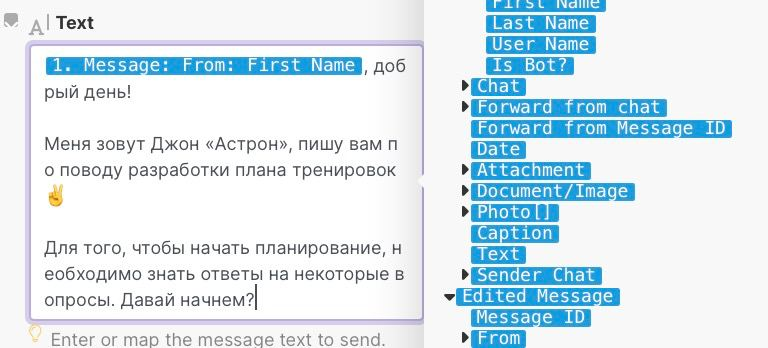 Text
1. Message: From: First Name , доб
рый день!
Меня зовут Джон «Астрон», пишу вам п
о поводу разработки плана тренировок
✌️
Для того, чтобы начать планирование, н
еобходимо знать ответы на некоторые в
опросы. Давай начнем?
Enter or map the message text to send.
First Name
Last Name
User Name
Is Bot?
Chat
Forward from chat
Forward from Message ID
Date
Attachment
Document/Image
Photo[]
Caption
Text
Sender Chat
Edited Message
Message ID
From